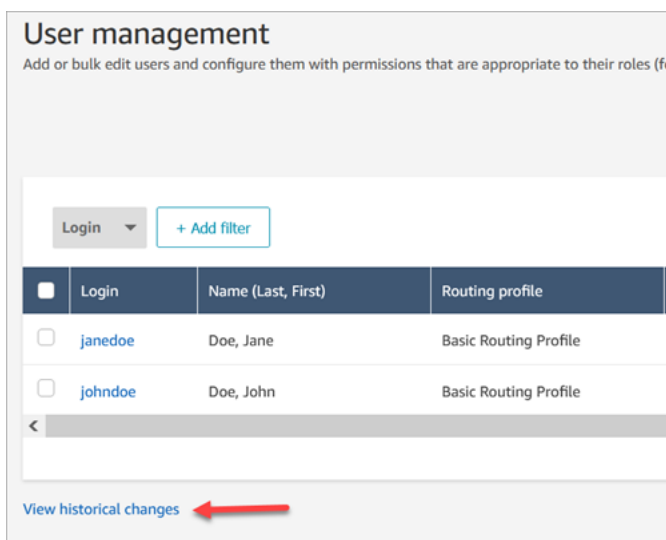 User management
Add or bulk edit users and configure them with permissions that are appropriate to their roles
Login
+ Add filter
Login Name (Last, First) Routing profile
janedoe Doe, Jane Basic Routing Profile
johndoe Doe, John Basic Routing Profile
View historical changes